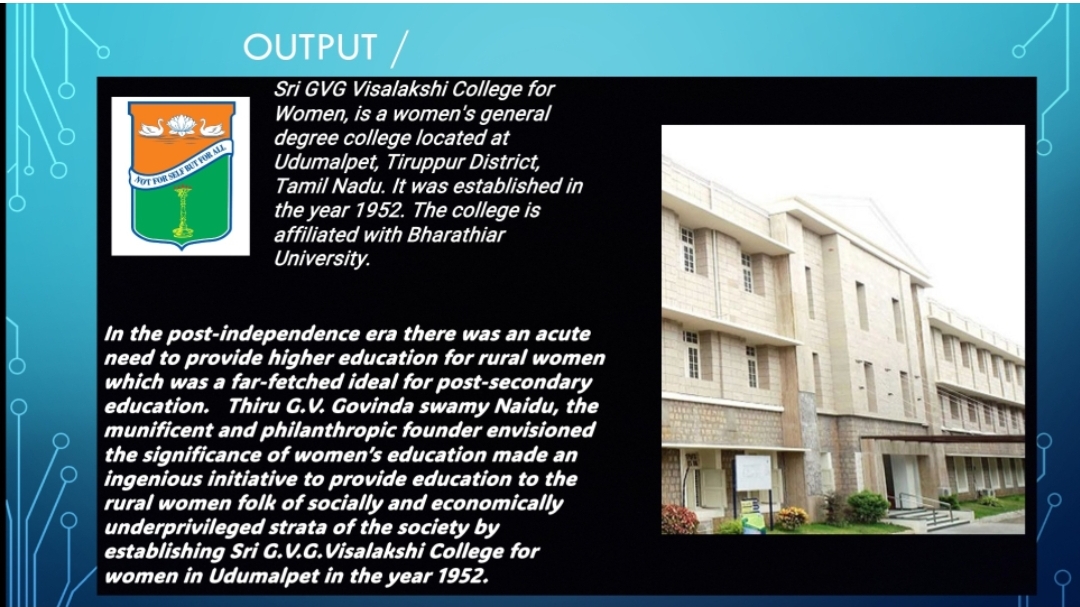 OUTPUT /
NOT FOR SELF BUT FOR ALL
Sri GVG Visalakshi College for
Women, is a women's general
degree college located at
Udumalpet, Tiruppur District,
Tamil Nadu. It was established in
the year 1952. The college is
affiliated with Bharathiar
University.
In the post-independence era there was an acute
need to provide higher education for rural women
which was a far-fetched ideal for post-secondary
education. Thiru G.V. Govinda swamy Naidu, the
munificent and philanthropic founder envisioned
the significance of women's education made an
ingenious initiative to provide education to the
rural women folk of socially and economically
underprivileged strata of the society by
establishing Sri G.V.G.Visalakshi College for
women in Udumalpet in the year 1952.